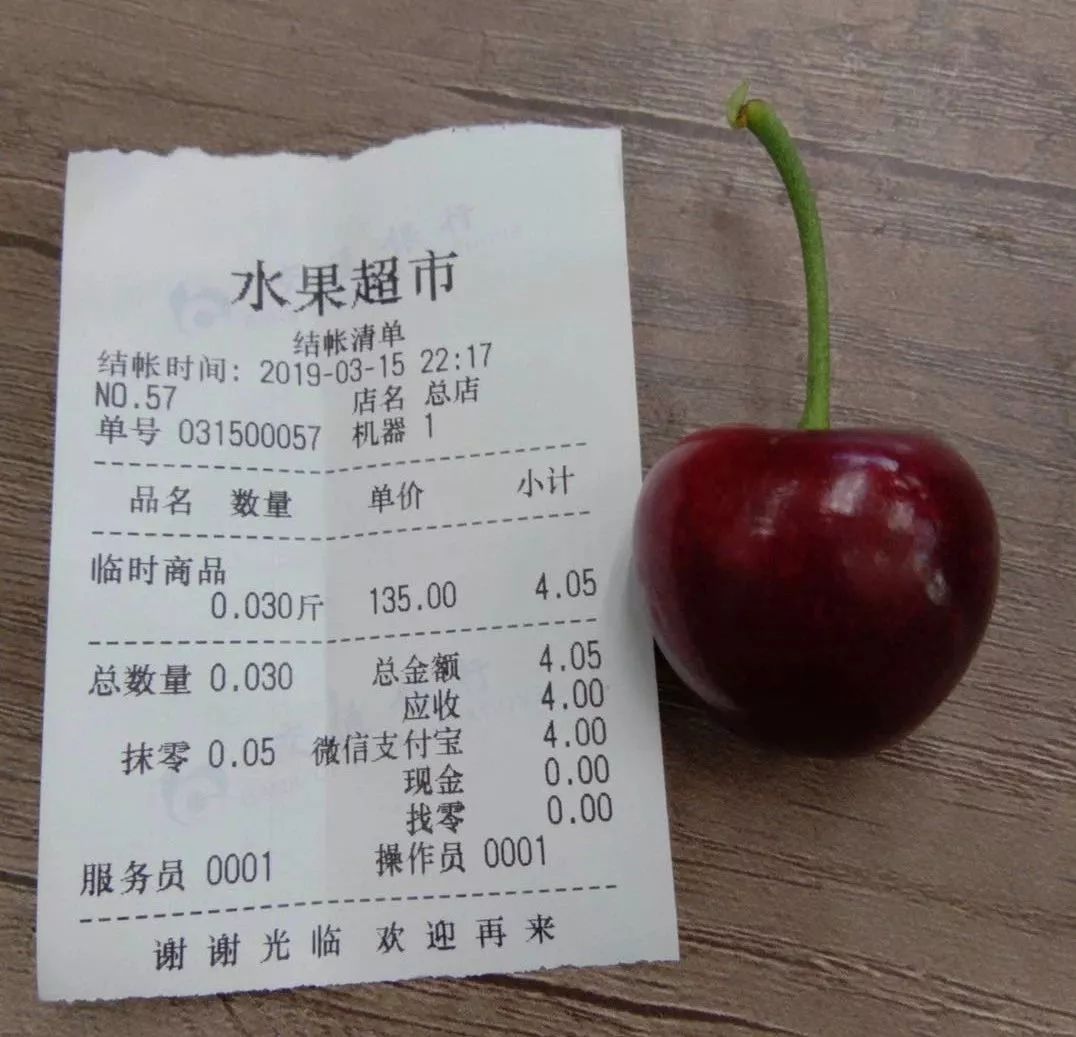 水果超市
结帐清单
结帐时间: 2019-03-15 22:17
NO.57 店名 总店
单号 031500057 机器 1
品名 数量 单价 小计
临时商品
0.030斤 135.00 4.05
总数量 0.030 总金额 4.05
应收 4.00
抹零 0.05 微信支付宝 4.00
现金 0.00
找零 0.00
服务员 0001 操作员 0001
谢谢光临 欢迎再来